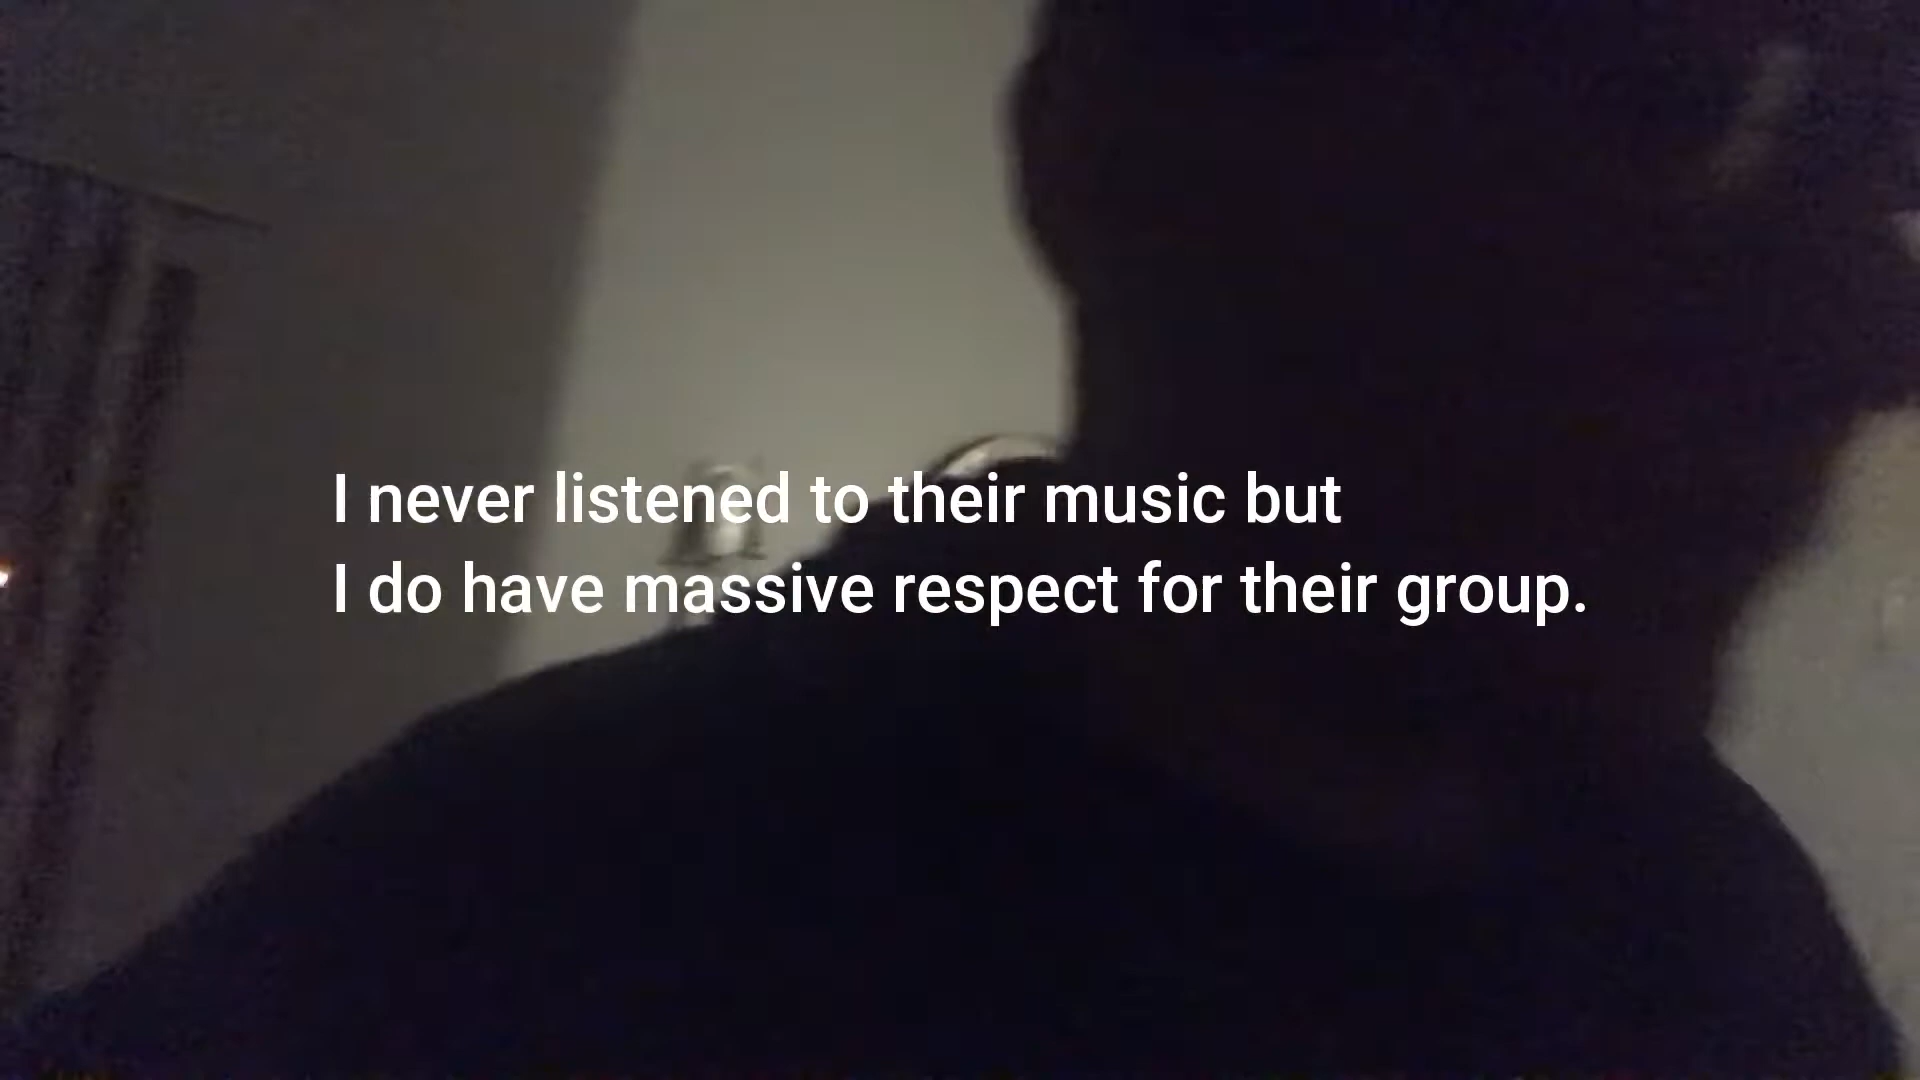 I never listened to their music but
I do have massive respect for their group.